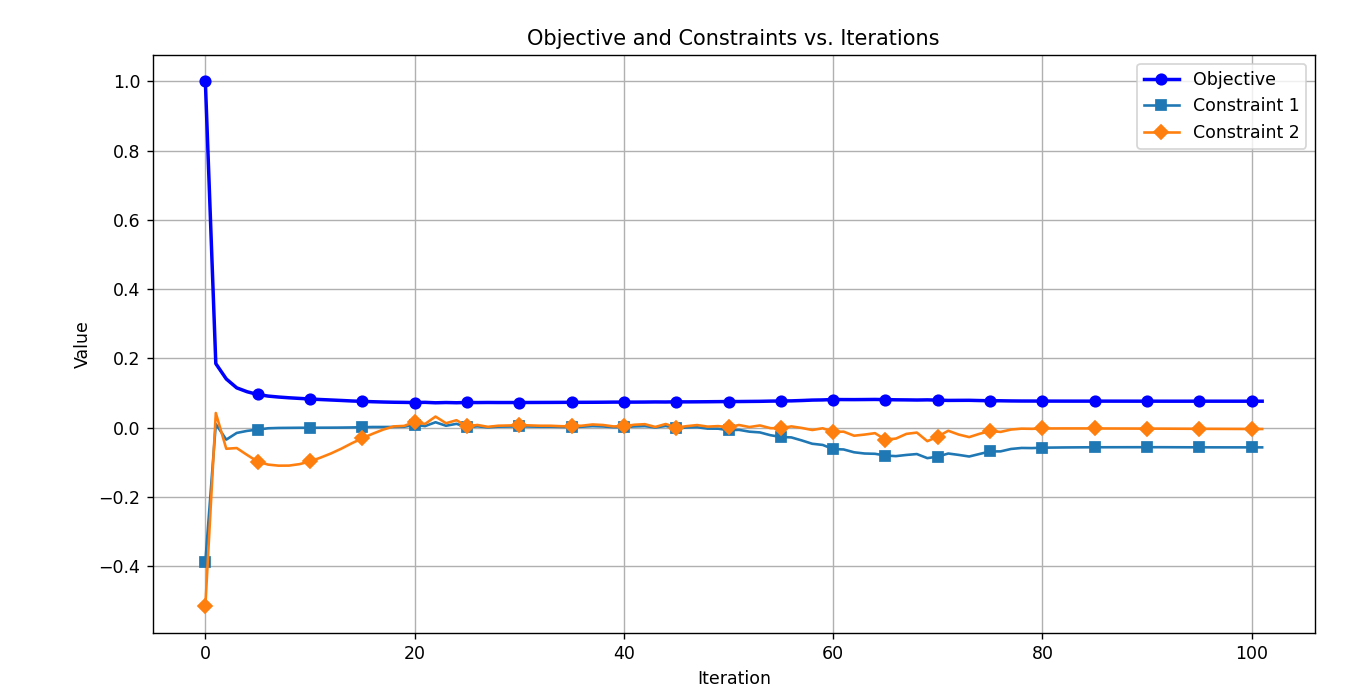 Objective and Constraints vs. Iterations
Objective
Constraint 1
Constraint 2
1.0
0.8
0.6
0.4
0.2
0.0
−0.2
−0.4
Value
0
20
40
60
80
100
Iteration